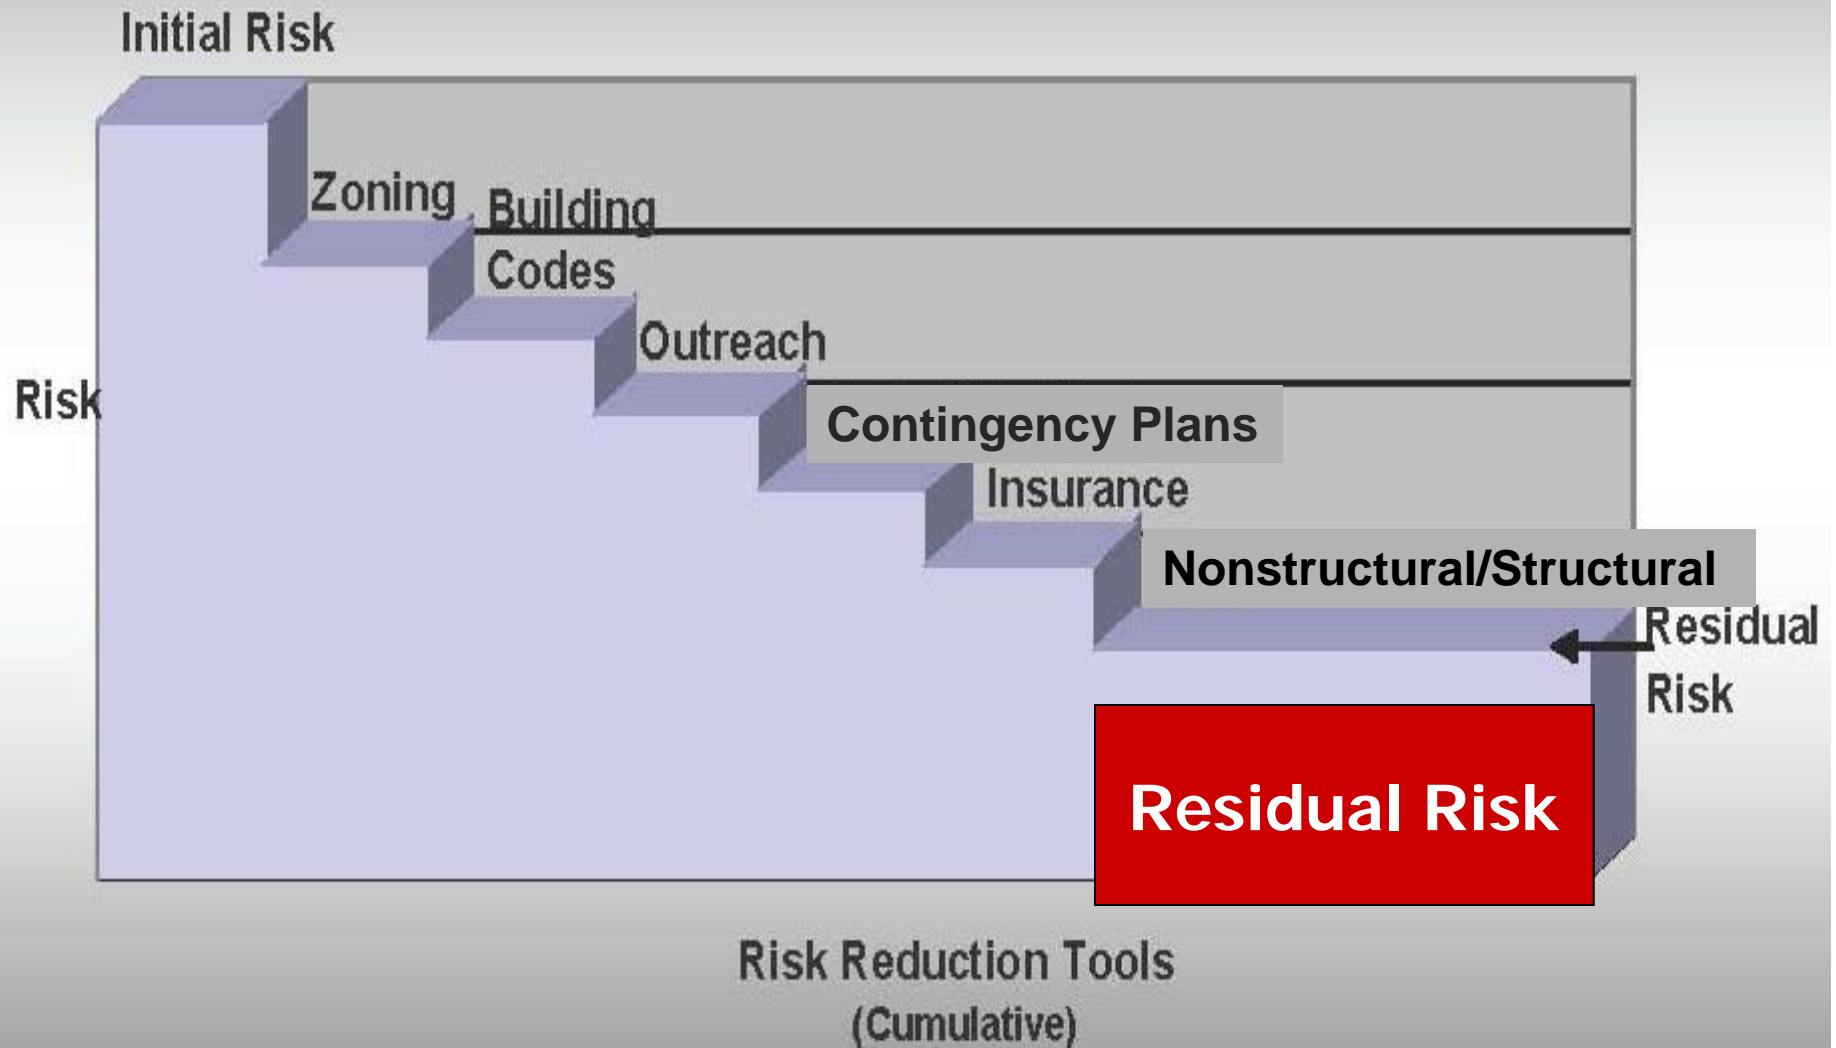 Initial Risk
Zoning
Building
Codes
Outreach
Risk
Contingency Plans
Insurance
Nonstructural/Structural
Residual
Risk
Residual Risk
Risk Reduction Tools
(Cumulative)